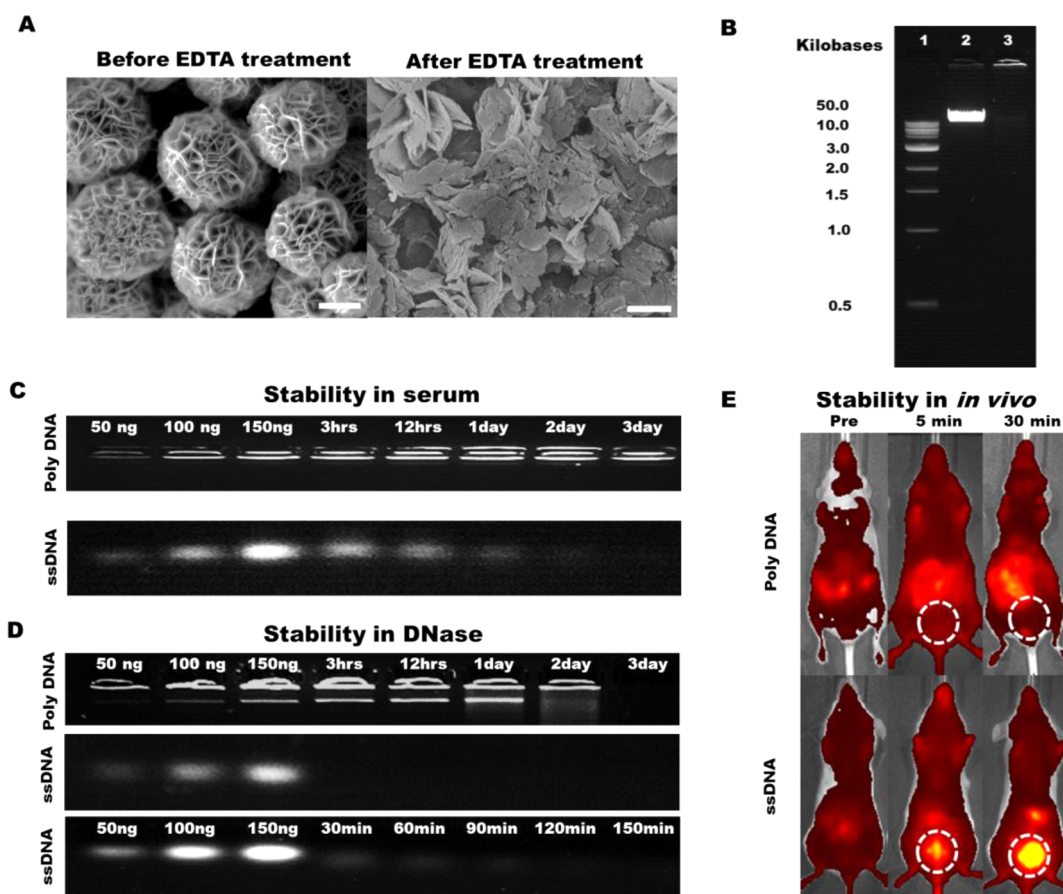 A
Before EDTA treatment After EDTA treatment
B
Kilobases 1 2 3
50.0
10.0
3.0
2.0
1.5
1.0
0.5
C
Stability in serum
Poly DNA
50 ng 100 ng 150ng 3hrs 12hrs 1day 2day 3day
ssDNA
D
Stability in DNase
Poly DNA
50 ng 100 ng 150ng 3hrs 12hrs 1day 2day 3day
ssDNA
ssDNA
50ng 100ng 150ng 30min 60min 90min 120min 150min
E
Stability in in vivo
Pre 5 min 30 min
Poly DNA
ssDNA